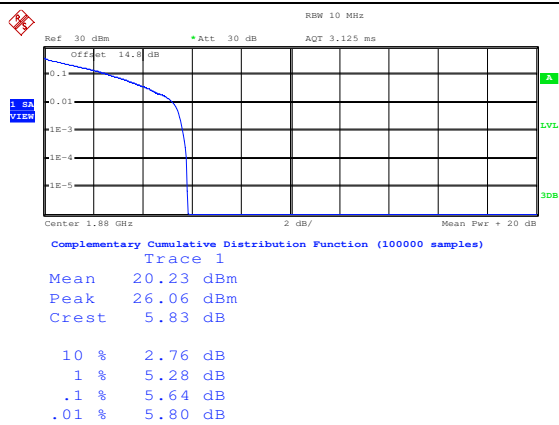 RBW 10 MHz
Ref 30 dBm *Att 30 dB AQT 3.125 ms
Offset 14.8 dB
0.1
A
0.01
1 SA
VIEW
1E-3
LVL
1E-4
1E-5
3DB
Center 1.88 GHz 2 dB/ Mean Pwr + 20 dB
Complementary Cumulative Distribution Function (100000 samples)
Trace 1
Mean 20.23 dBm
Peak 26.06 dBm
Crest 5.83 dB
10 % 2.76 dB
1 % 5.28 dB
.1 % 5.64 dB
.01 % 5.80 dB